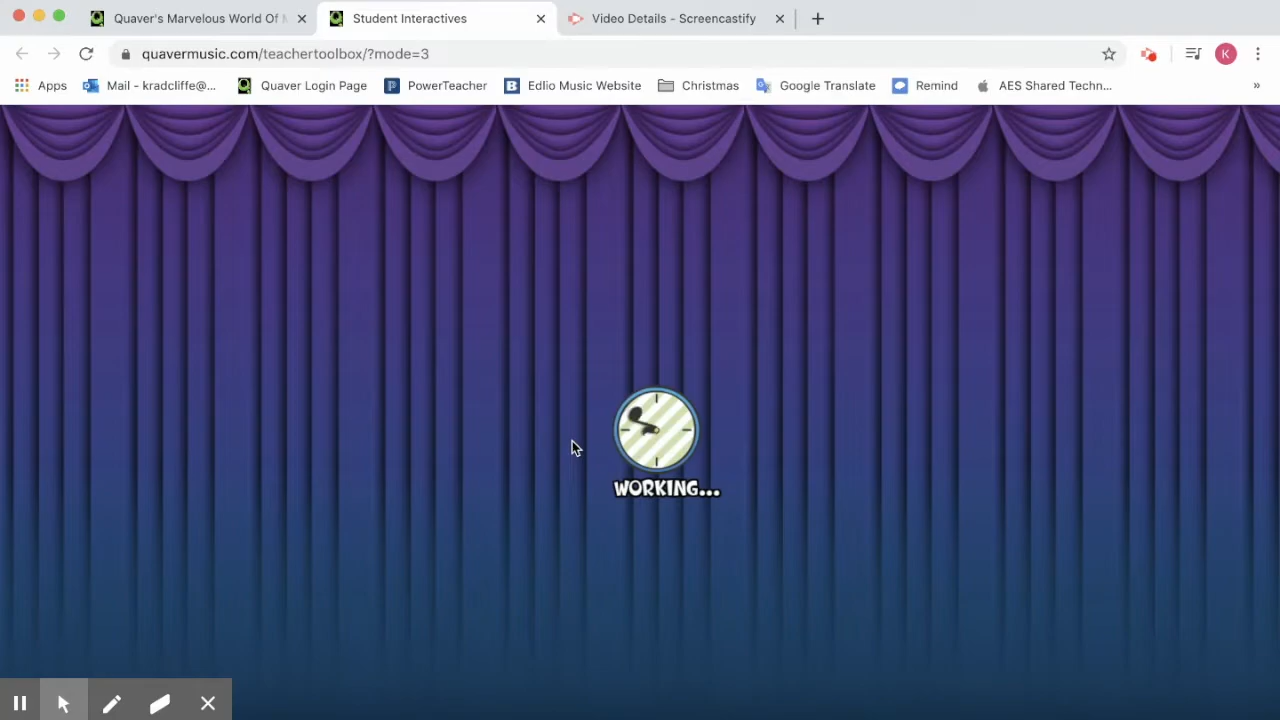 Quaver's Marvelous World Of M
Student Interactives
Video Details - Screencastify
quavermusic.com/teachertoolbox/?mode=3
K
Apps
Mail - kradcliffe@...
Quaver Login Page
PowerTeacher
B
Edlio Music Website
Christmas
Google Translate
Remind
AES Shared Techn...
»
WORKING...